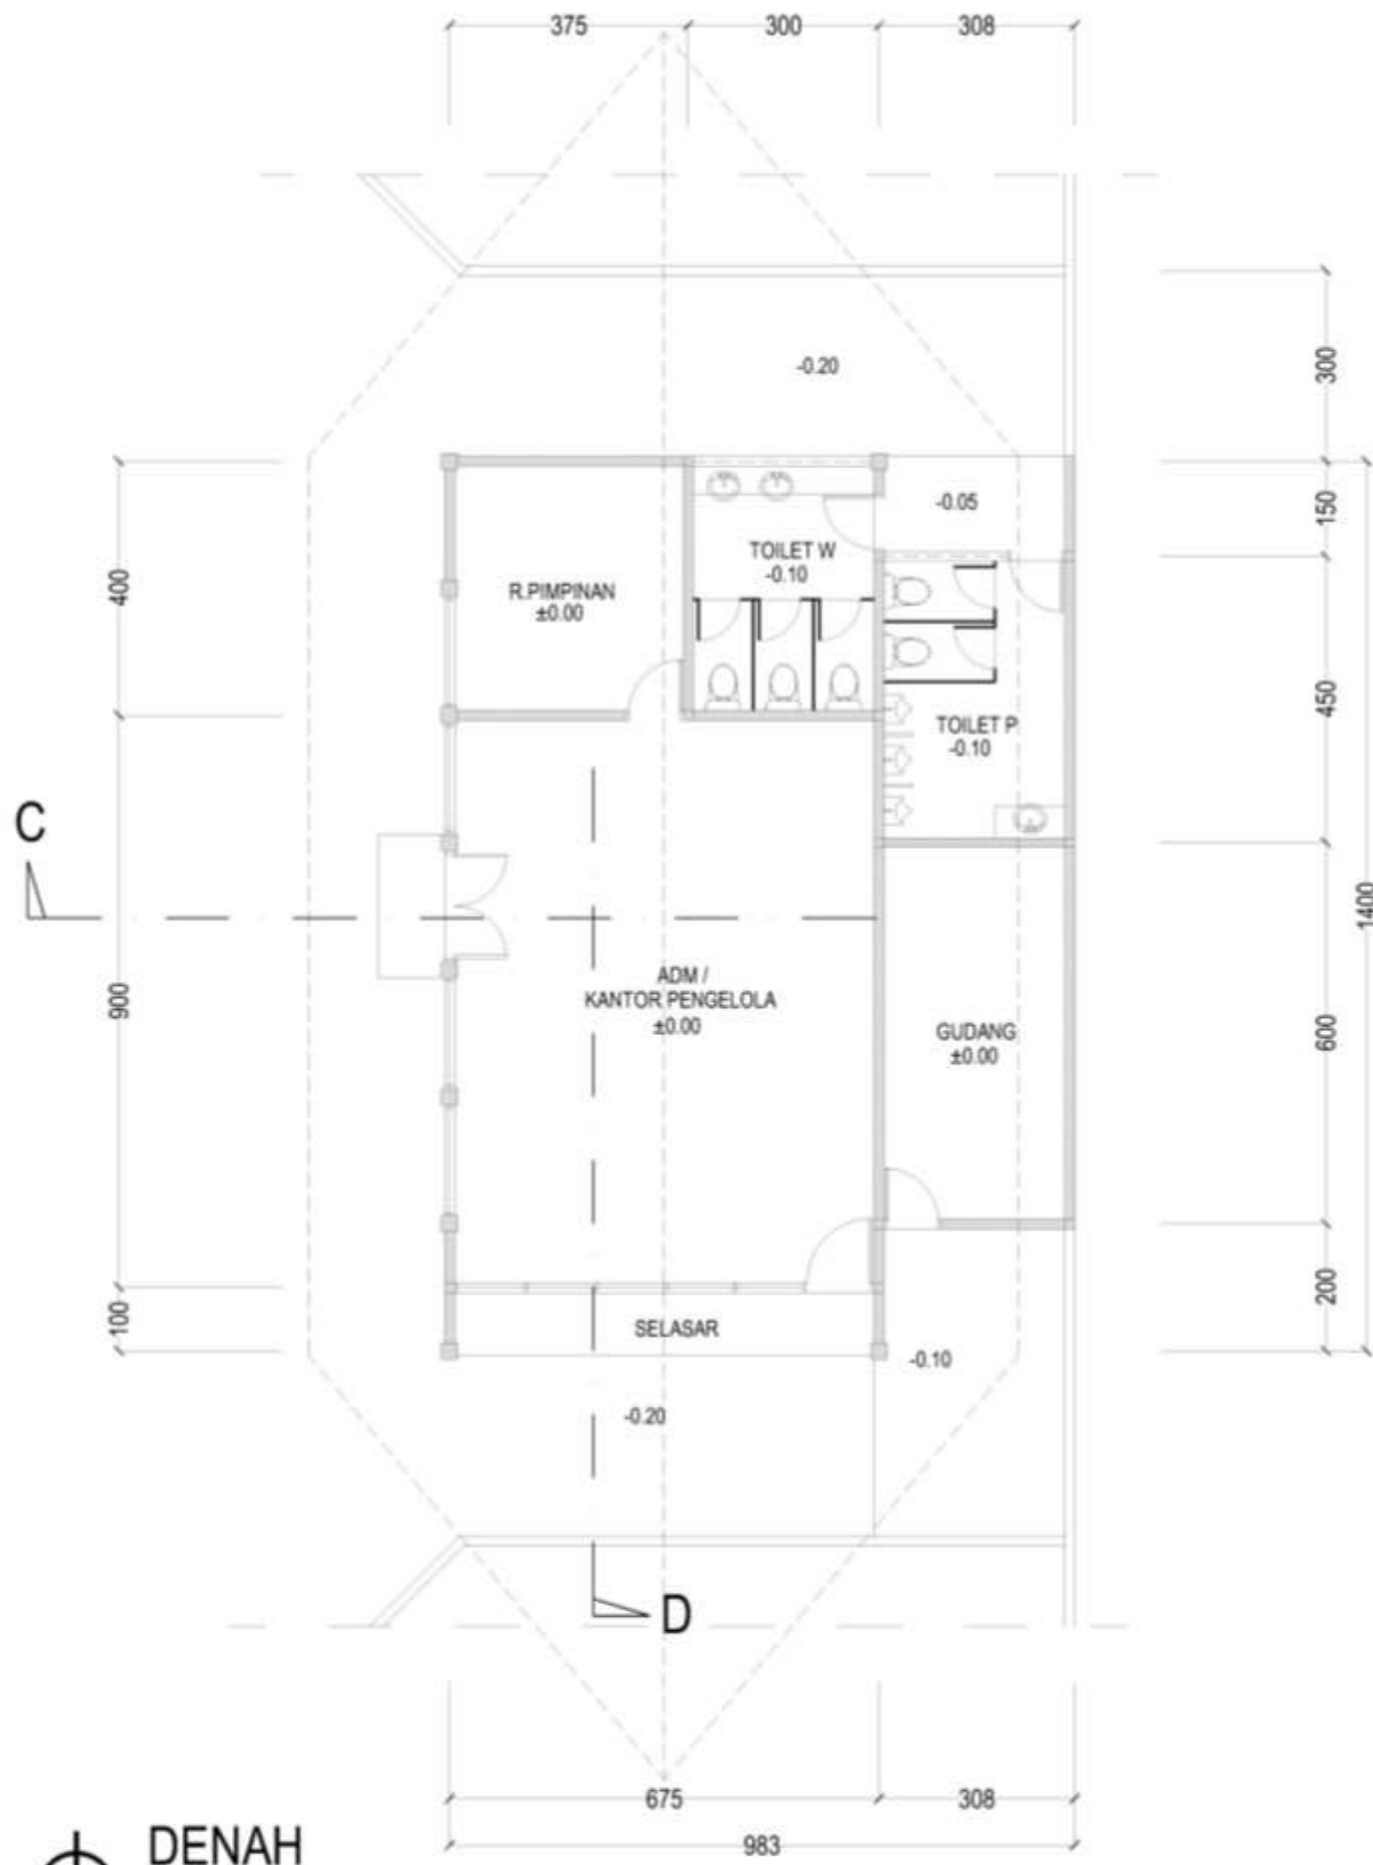 375 300 308
300
-0.20
-0.05
150
TOILET W
-0.10
400
R.PIMPINAN
±0.00
450
TOILET P
-0.10
C
1400
ADM /
KANTOR PENGELOLA
±0.00
900
GUDANG
±0.00
600
200
100
SELASAR
-0.10
-0.20
D
675 308
983
DENAH